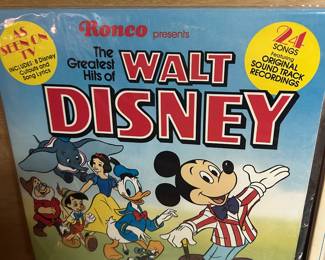 Ronco presents
The
Greatest
Hits of
WALT
DISNEY
AS
SEEN ON
TV
INCLUDES: 8 Disney
Cutouts and
Song Lyrics
24
SONGS
Featuring
ORIGINAL
SOUND TRACK
RECORDINGS